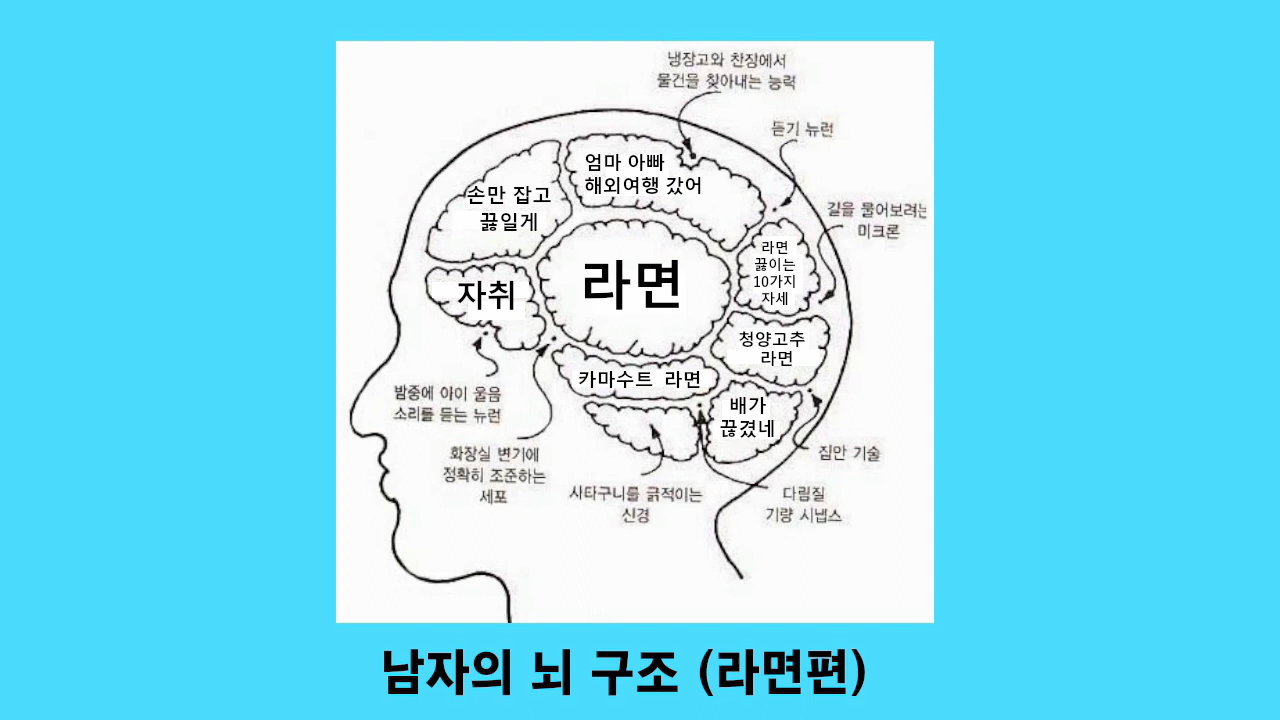 냉장고와 찬장에서
물건을 찾아내는 능력
듣기 뉴런
엄마 아빠
해외여행 갔어
손만 잡고
끓일게
길을 물어보려는
미크론
라면
끓이는
10가지
자세
라면
자취
청양고추
라면
카마수트 라면
배가
끊겼네
밤중에 아이 울음
소리를 듣는 뉴런
화장실 변기에
정확히 조준하는
세포
집안 기술
사타구니를 긁적이는
신경
다림질
기량 시냅스
남자의 뇌 구조 (라면편)